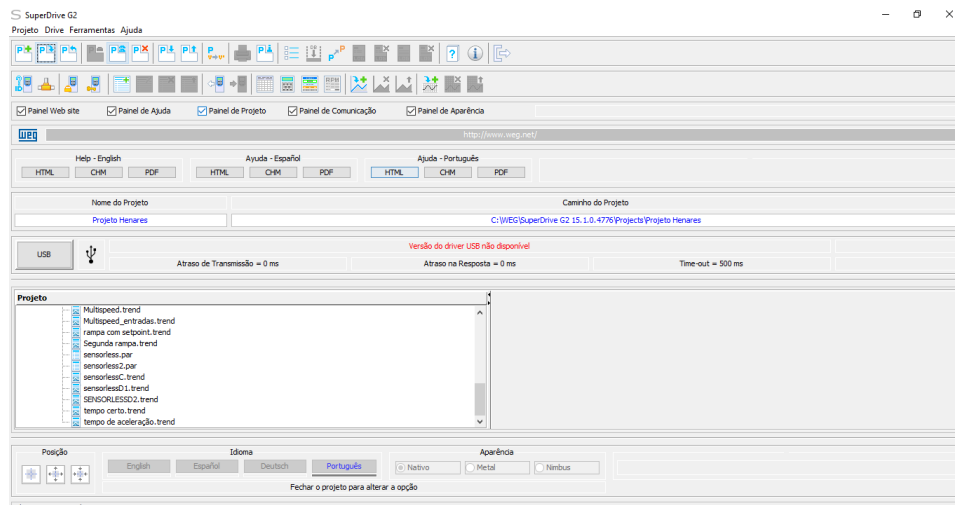 SuperDrive G2
Projeto Drive Ferramentas Ajuda
Painel Web site Painel de Ajuda Painel de Projeto Painel de Comunicação Painel de Aparência
weg http://www.weg.net/
Help - English Ayuda - Español Ajuda - Português
HTML CHM PDF HTML CHM PDF HTML CHM PDF
Nome do Projeto Caminho do Projeto
Projeto Henares C:\WEG\SuperDrive G2 15.1.0.4776\Projects\Projeto Henares
USB Versão do driver USB não disponível
Atraso de Transmissão = 0 ms Atraso na Resposta = 0 ms Time-out = 500 ms
Projeto
Multispeed.trend
Multispeed_entradas.trend
rampa com setpoint.trend
Segunda rampa.trend
sensorless.par
sensorless2.par
sensorlessC.trend
sensorlessD1.trend
SENSORLESSD2.trend
tempo certo.trend
tempo de aceleração.trend
Posição Idioma Aparência
English Español Deutsch Português Nativo Metal Nimbus
Fechar o projeto para alterar a opção